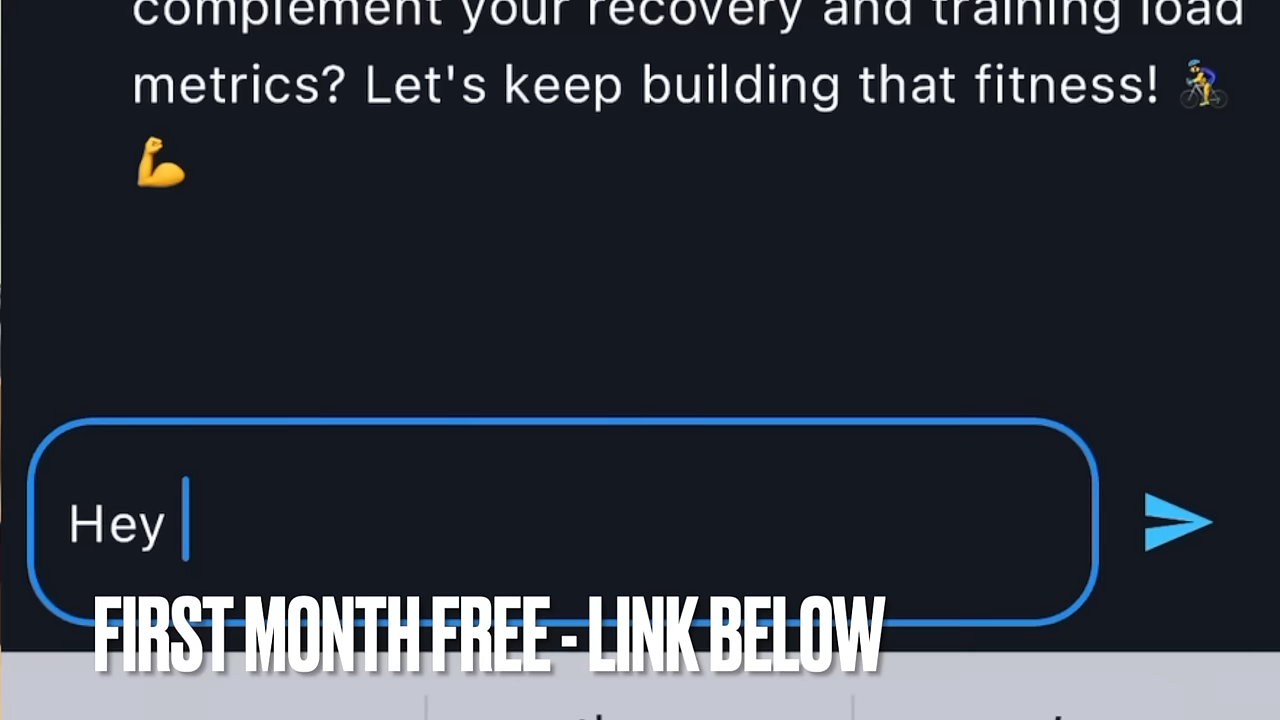 complement your recovery and training load
metrics? Let's keep building that fitness! 🚴
💪
Hey
FIRST MONTH FREE - LINK BELOW